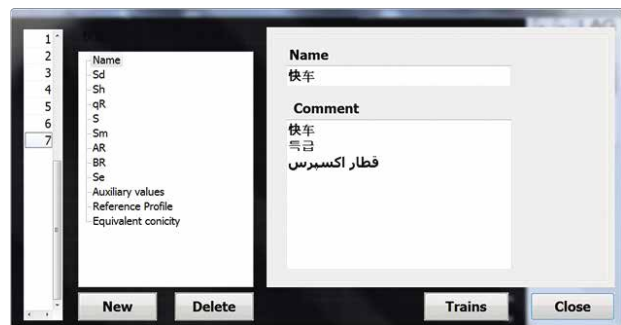 1
2
3
4
5
6
7
Name
Sd
Sh
qR
S
Sm
AR
BR
Se
Auxiliary values
Reference Profile
Equivalent conicity
Name
快车
Comment
快车
특급
قطار اکسپرس
New
Delete
Trains
Close